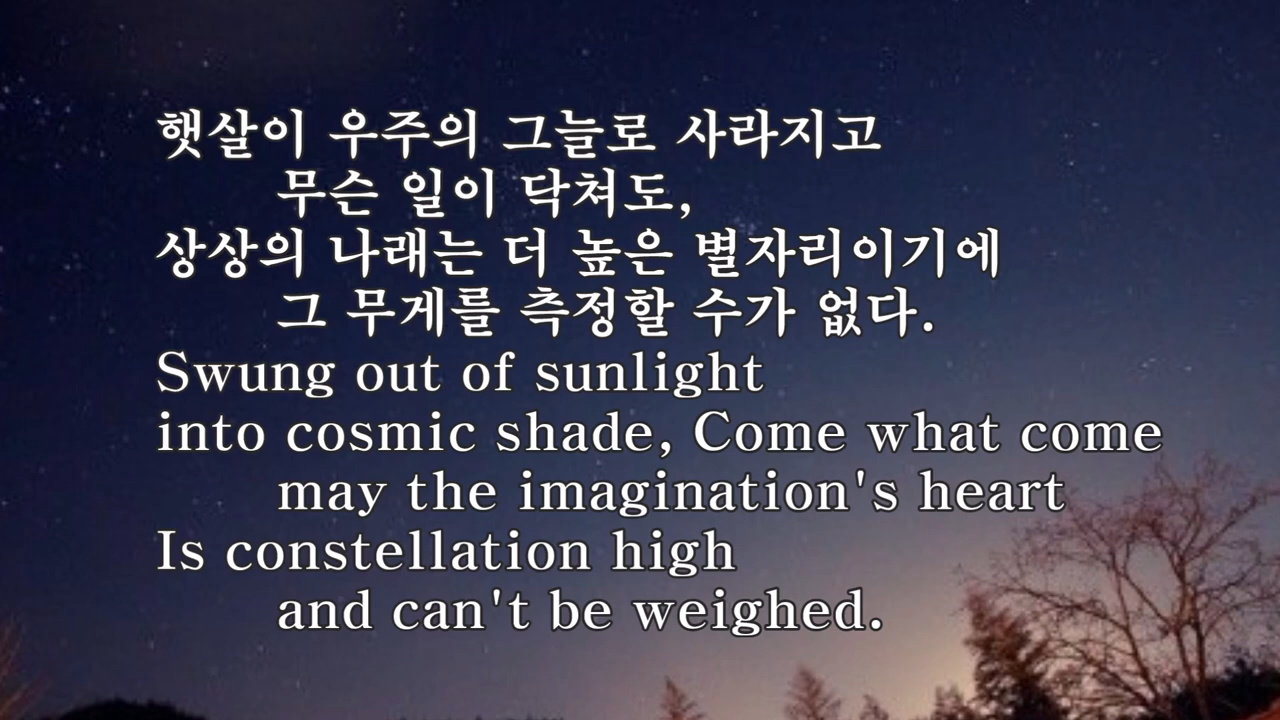 햇살이 우주의 그늘로 사라지고
무슨 일이 닥쳐도,
상상의 나래는 더 높은 별자리이기에
그 무게를 측정할 수가 없다.
Swung out of sunlight
into cosmic shade, Come what come
may the imagination's heart
Is constellation high
and can't be weighed.